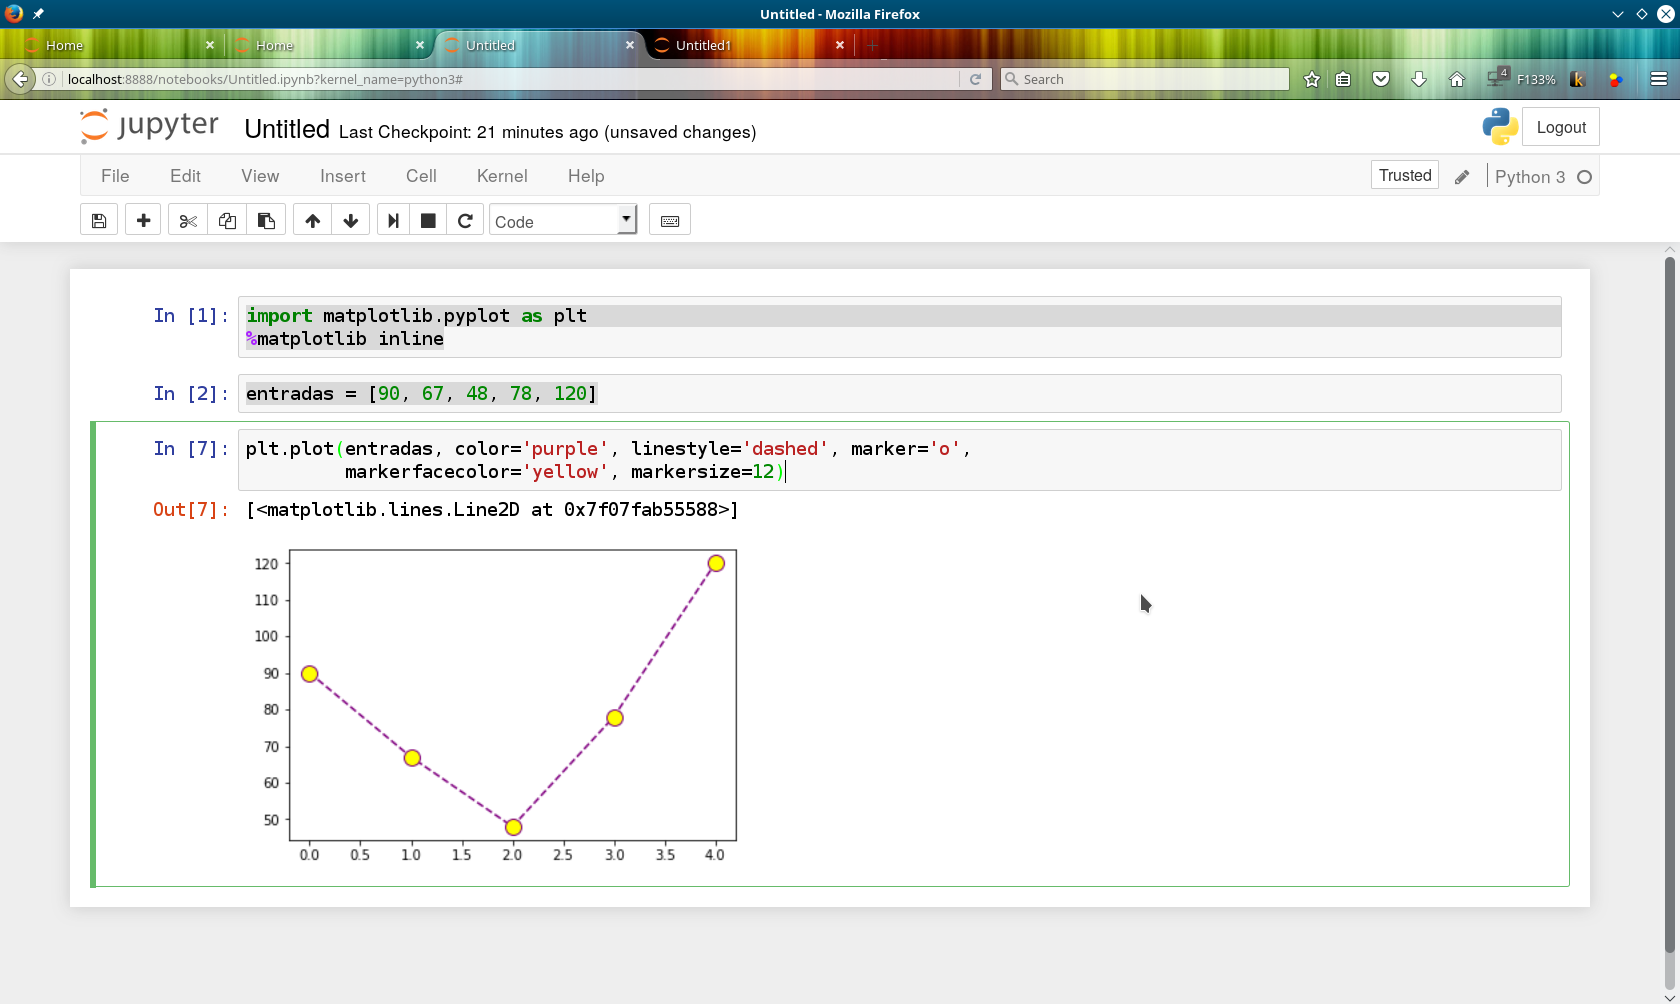 Untitled - Mozilla Firefox
Home
Home
Untitled
Untitled1
localhost:8888/notebooks/Untitled.ipynb?kernel_name=python3#
Search
4
F133%
k
jupyter Untitled Last Checkpoint: 21 minutes ago (unsaved changes)
Logout
File Edit View Insert Cell Kernel Help
Trusted
Python 3
Code
In [1]: import matplotlib.pyplot as plt
%matplotlib inline
In [2]: entradas = [90, 67, 48, 78, 120]
In [7]: plt.plot(entradas, color='purple', linestyle='dashed', marker='o',
markerfacecolor='yellow', markersize=12)
Out[7]: [<matplotlib.lines.Line2D at 0x7f07fab55588>]
120
110
100
90
80
70
60
50
0.0 0.5 1.0 1.5 2.0 2.5 3.0 3.5 4.0